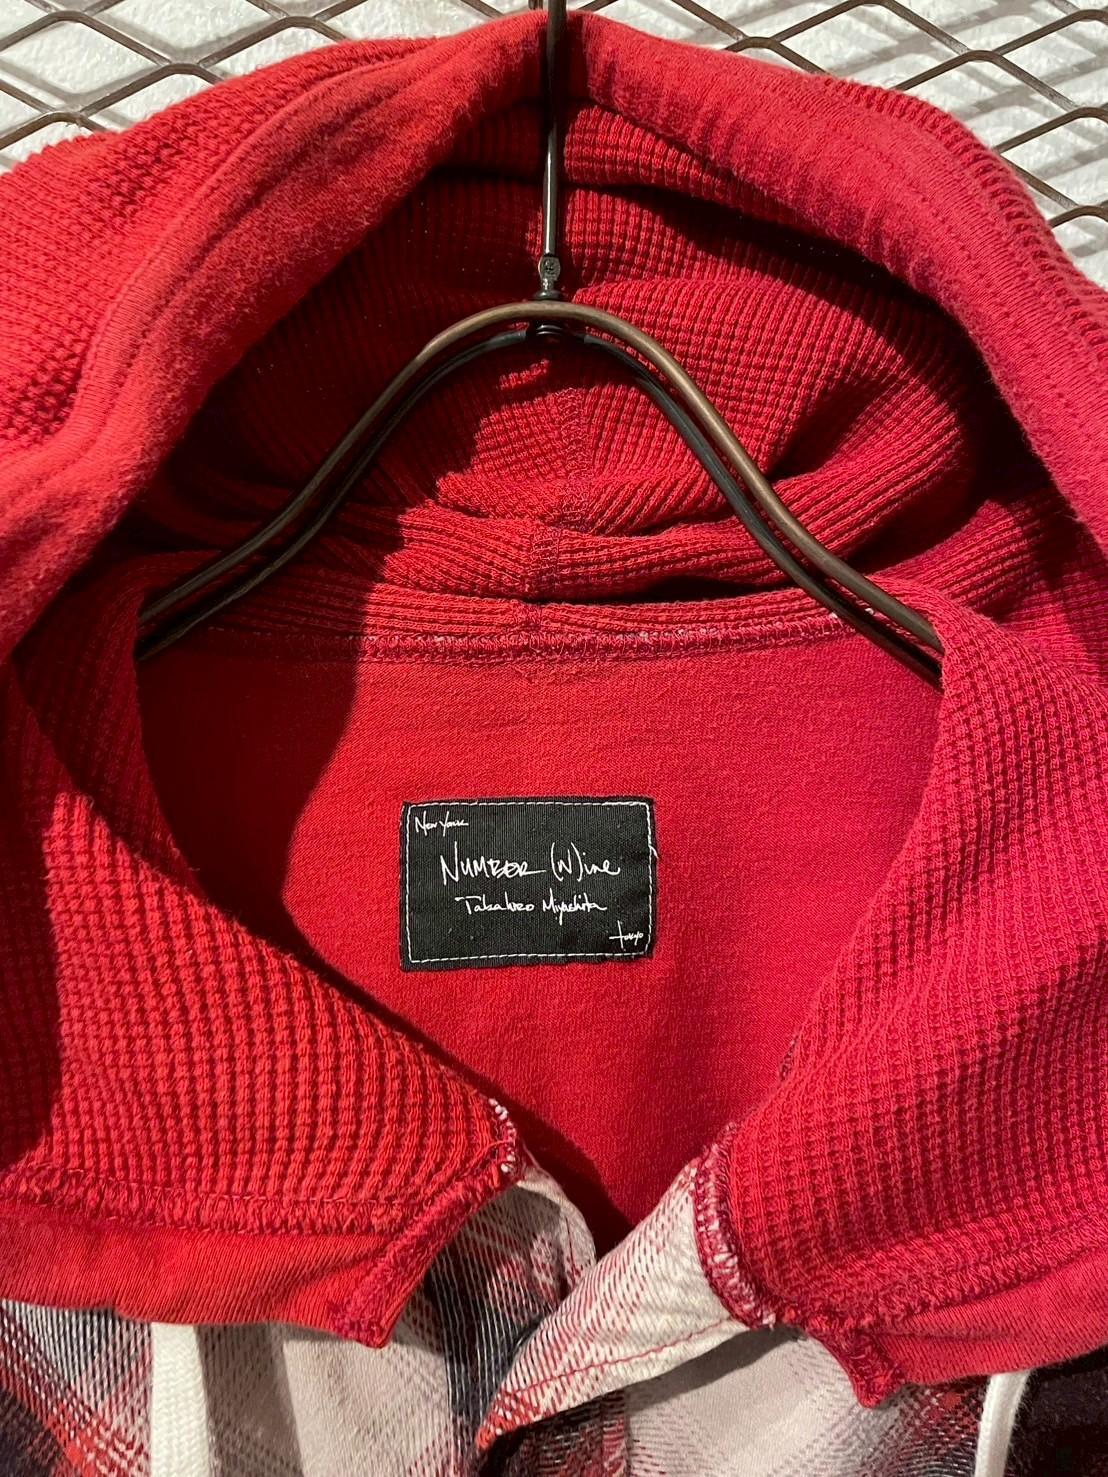 New York
NUMBER (N)ine
Takahiro Miyashita
tokyo